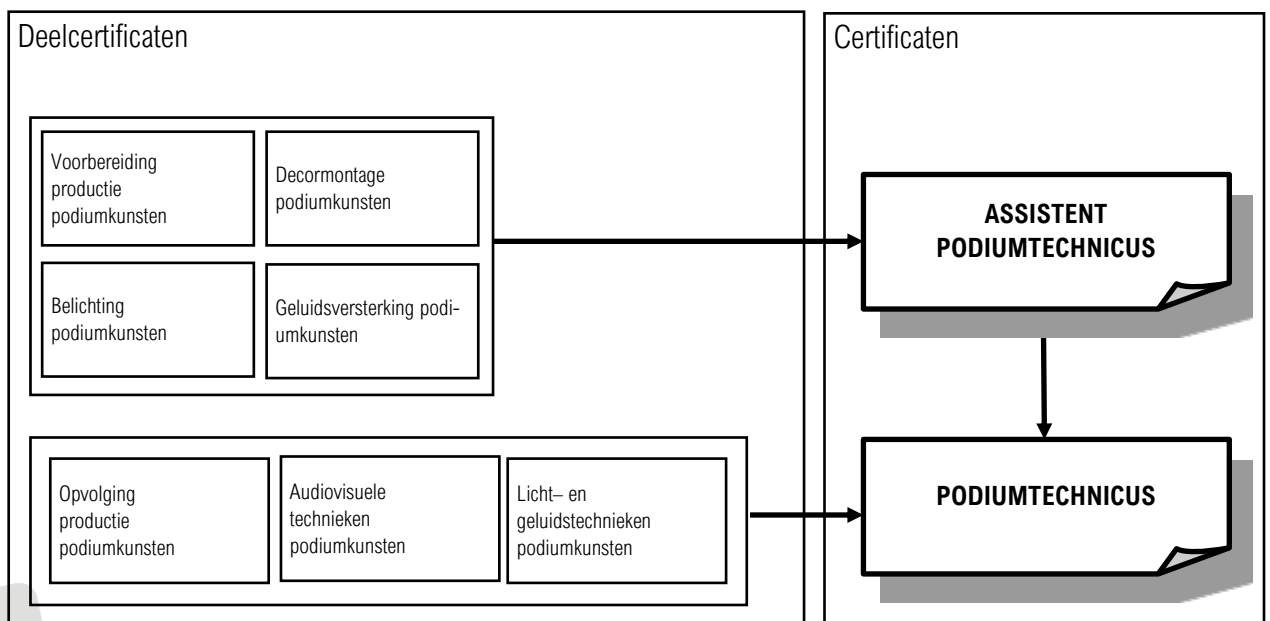 Deelcertificaten
Voorbereiding
productie
podiumkunsten
Decormontage
podiumkunsten
Belichting
podiumkunsten
Geluidsversterking podi-
umkunsten
Opvolging
productie
podiumkunsten
Audiovisuele
technieken
podiumkunsten
Licht– en
geluidstechnieken
podiumkunsten
Certificaten
ASSISTENT
PODIUMTECHNICUS
PODIUMTECHNICUS